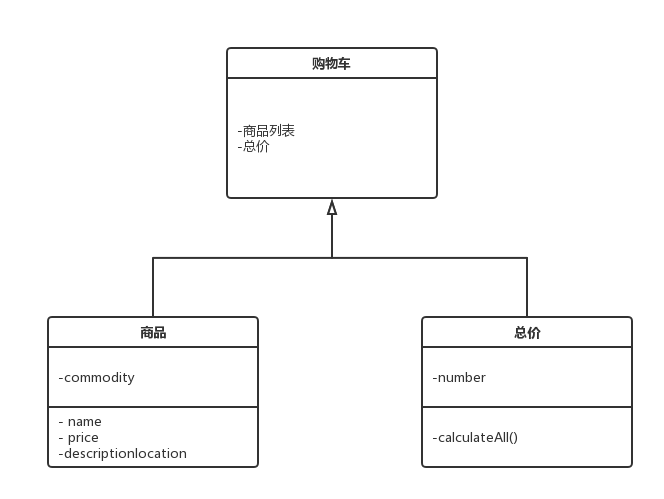 购物车
-商品列表
-总价
商品
-commodity
- name
- price
-descriptionlocation
总价
-number
-calculateAll()